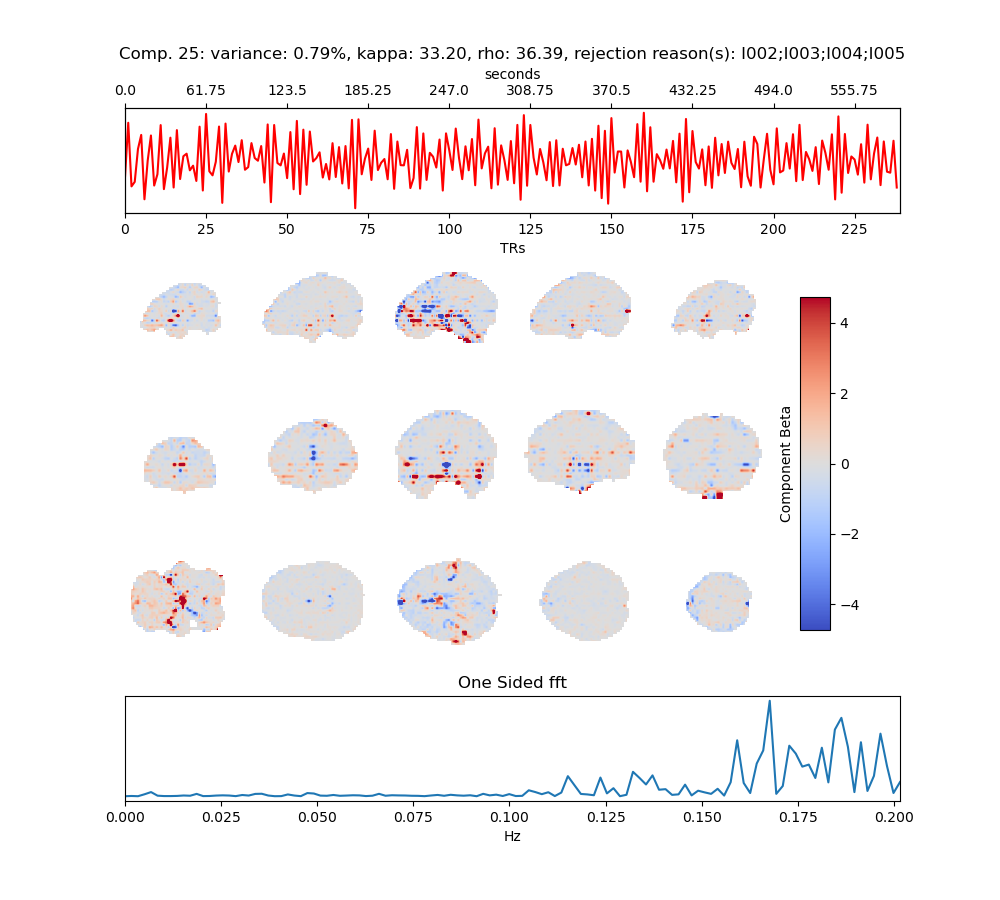 Comp. 25: variance: 0.79%, kappa: 33.20, rho: 36.39, rejection reason(s): I002;I003;I004;I005
seconds
0.0 61.75 123.5 185.25 247.0 308.75 370.5 432.25 494.0 555.75
0 25 50 75 100 125 150 175 200 225
TRs
4
2
0
−2
−4
Component Beta
One Sided fft
0.000 0.025 0.050 0.075 0.100 0.125 0.150 0.175 0.200
Hz